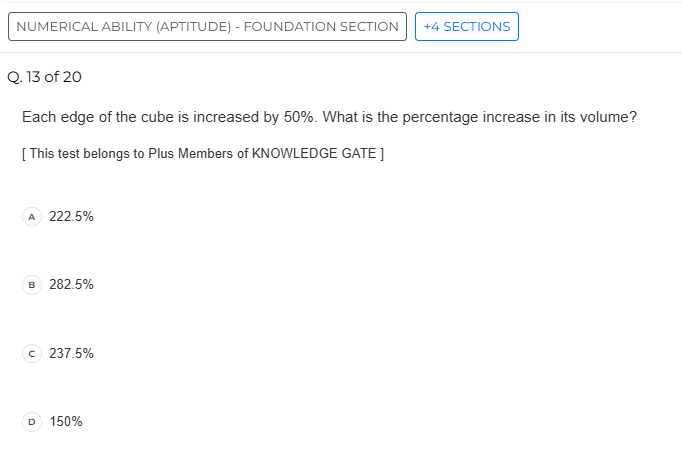 NUMERICAL ABILITY (APTITUDE) - FOUNDATION SECTION +4 SECTIONS
Q. 13 of 20
Each edge of the cube is increased by 50%. What is the percentage increase in its volume?
[ This test belongs to Plus Members of KNOWLEDGE GATE ]
A 222.5%
B 282.5%
C 237.5%
D 150%